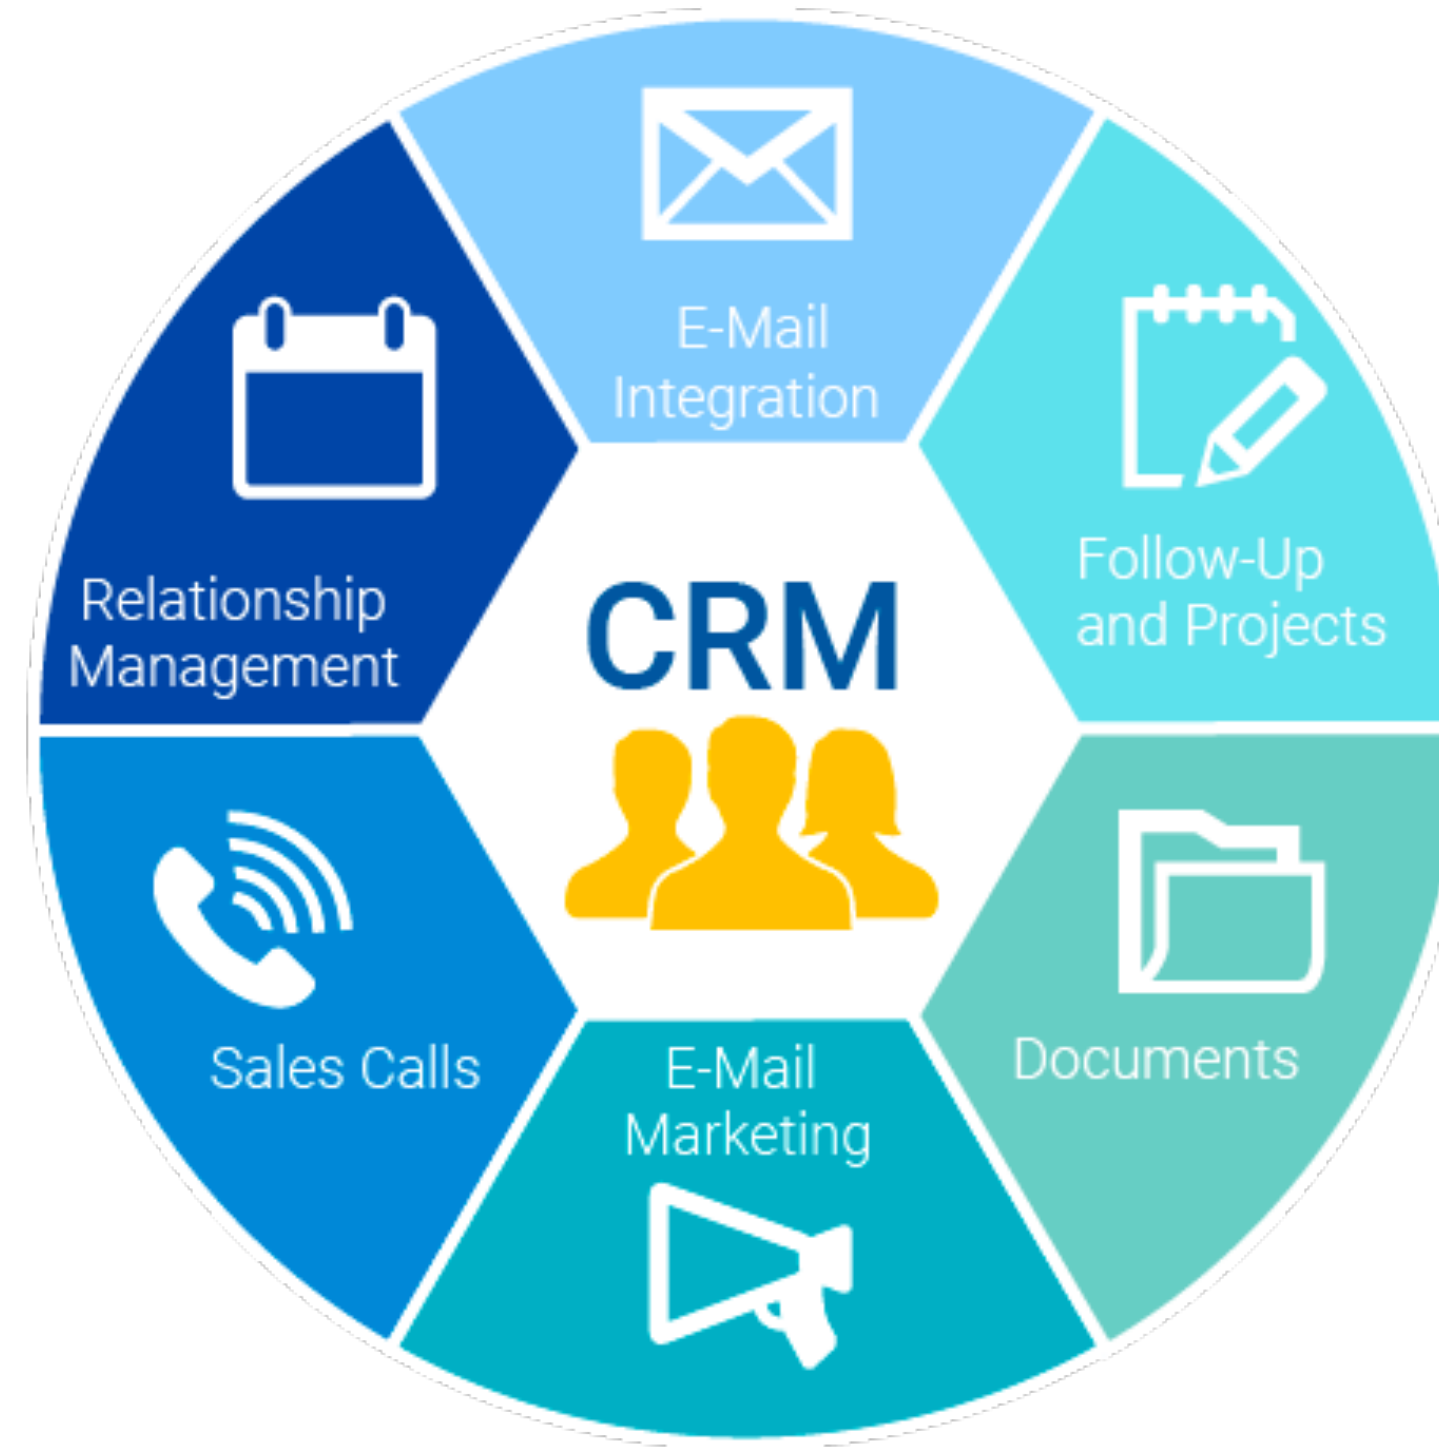 E-Mail
Integration
Follow-Up
and Projects
Documents
E-Mail
Marketing
Sales Calls
Relationship
Management
CRM